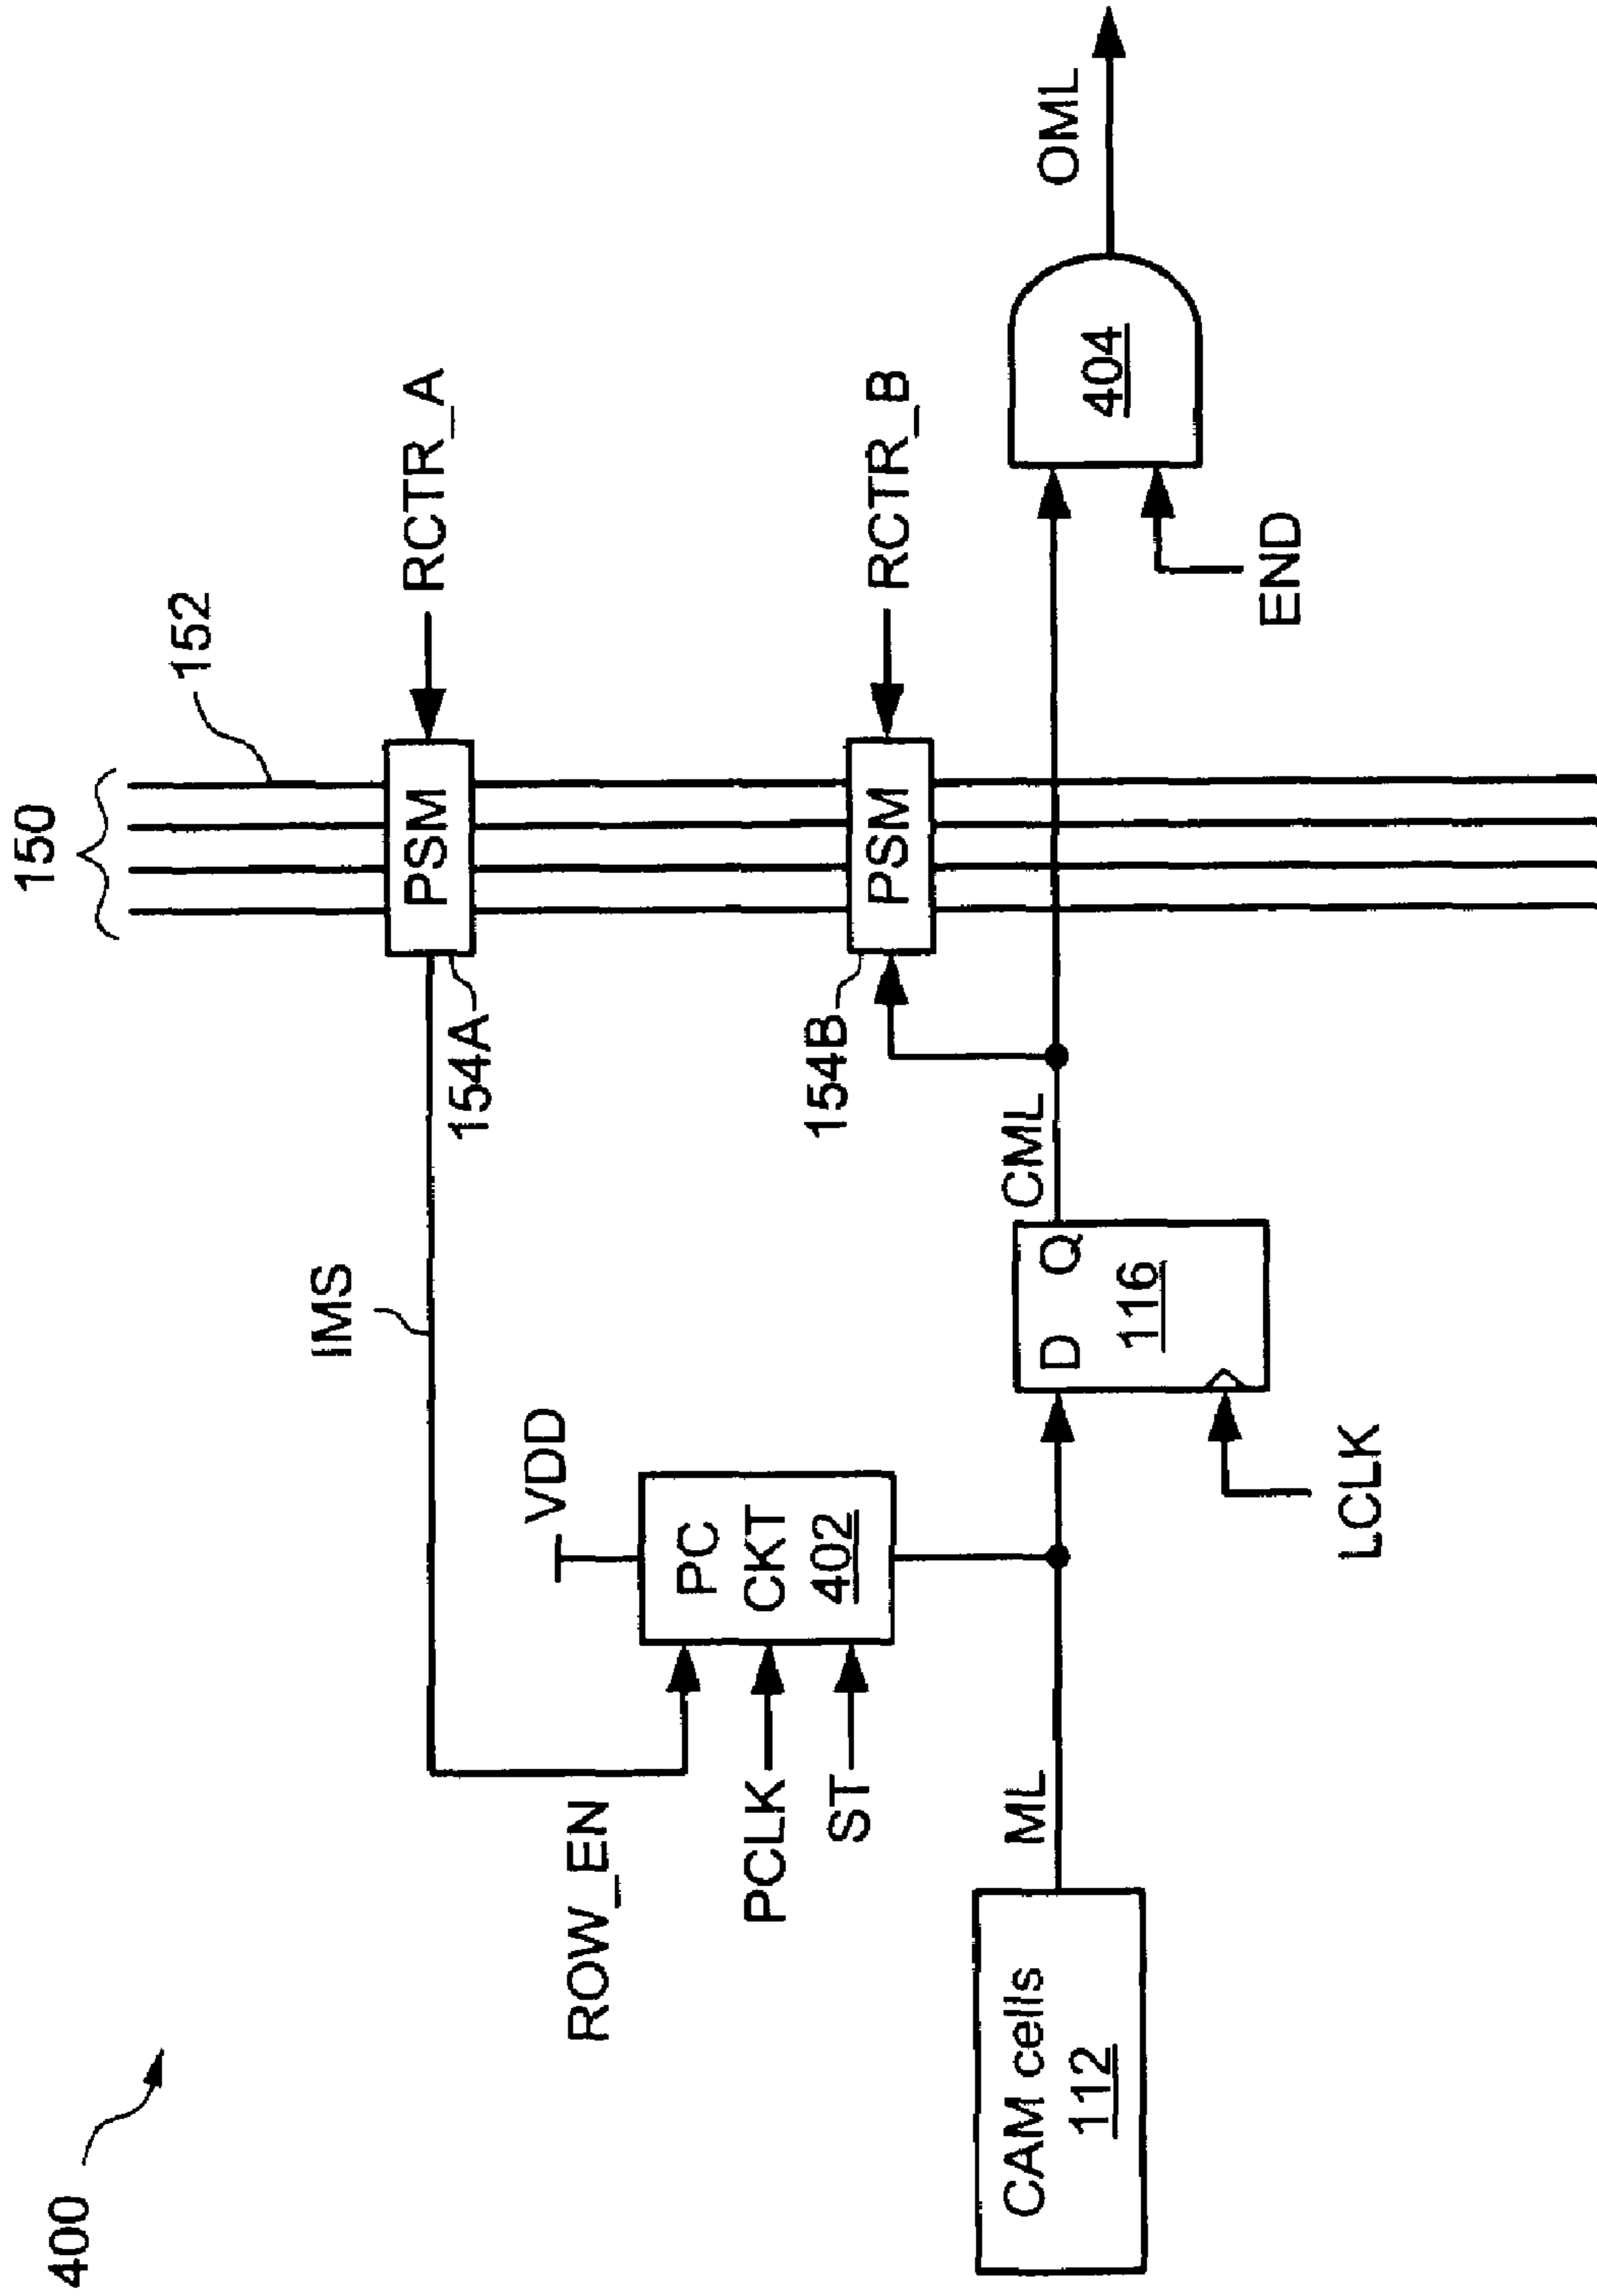 400
150
152
PSM
RCTR_A
154A
IMS
VDD
ROW_EN
PC
CKT
402
PCLK
ST
154B
PSM
RCTR_B
CAM cells
112
ML
D Q
116
LCLK
CML
404
END
OML